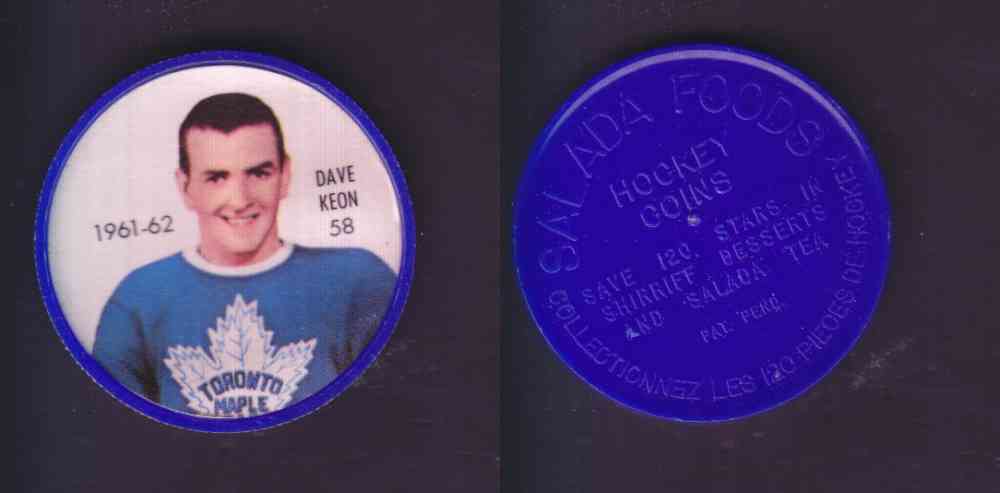 1961-62
DAVE
KEON
58
TORONTO
MAPLE
SALADA FOODS
HOCKEY
COINS
SAVE 120 STARS IN
SHIRRIFF DESSERTS
AND "SALADA" TEA
PAT. PEND.
COLLECTIONNEZ LES 120 PIECES DE HOCKEY